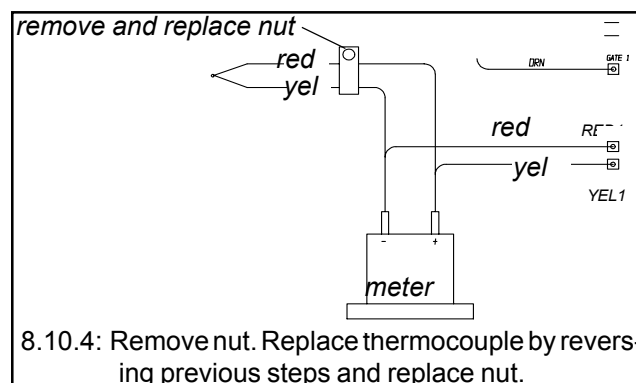 remove and replace nut
red
yel
ORN
GATE 1
red
yel
YEL1
-
+
meter
8.10.4: Remove nut. Replace thermocouple by revers-
ing previous steps and replace nut.